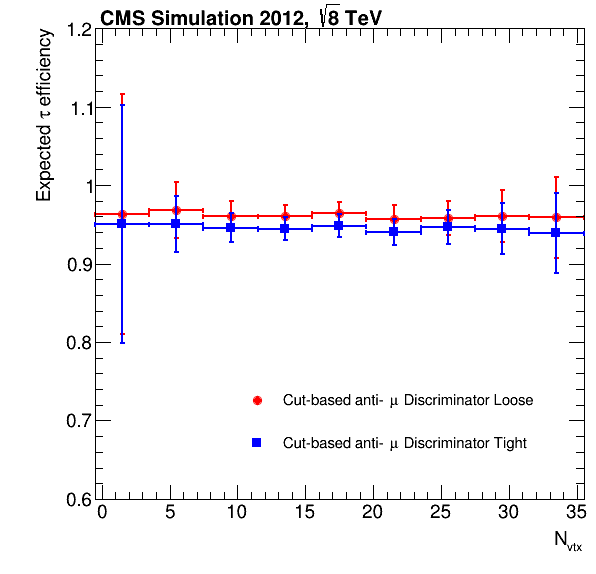 CMS Simulation 2012, √8 TeV
Expected τ efficiency
1.2
1.1
1
0.9
0.8
0.7
0.6
Cut-based anti- μ Discriminator Loose
Cut-based anti- μ Discriminator Tight
0 5 10 15 20 25 30 35
N_vtx